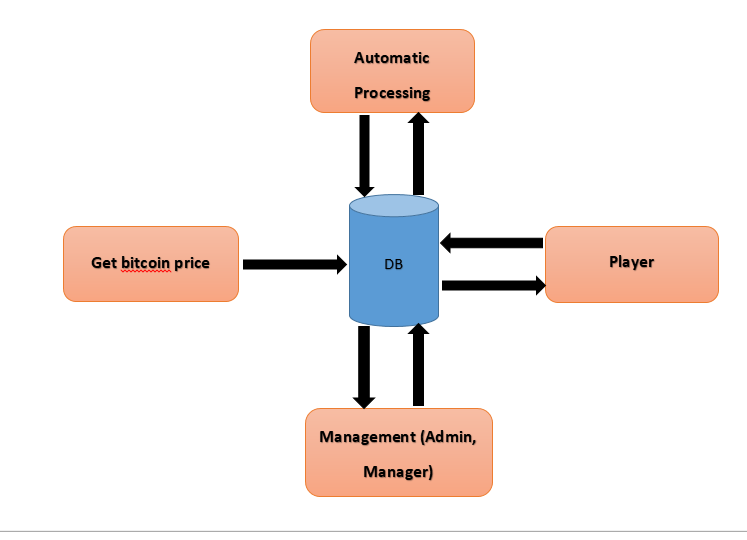 Automatic
Processing
Get bitcoin price
DB
Player
Management (Admin,
Manager)